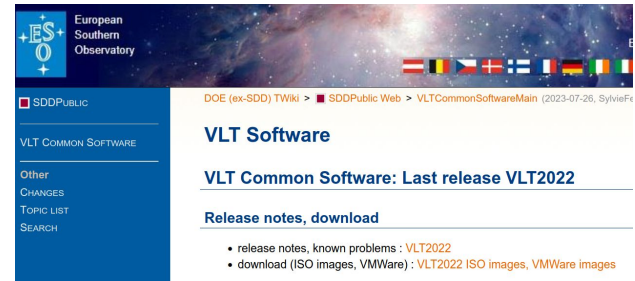 ES
O
European
Southern
Observatory
E
SDDPUBLIC
VLT COMMON SOFTWARE
Other
CHANGES
TOPIC LIST
SEARCH
DOE (ex-SDD) TWiki > SDDPublic Web > VLTCommonSoftwareMain (2023-07-26, SylvieFe
VLT Software
VLT Common Software: Last release VLT2022
Release notes, download
• release notes, known problems : VLT2022
• download (ISO images, VMWare) : VLT2022 ISO images, VMWare images